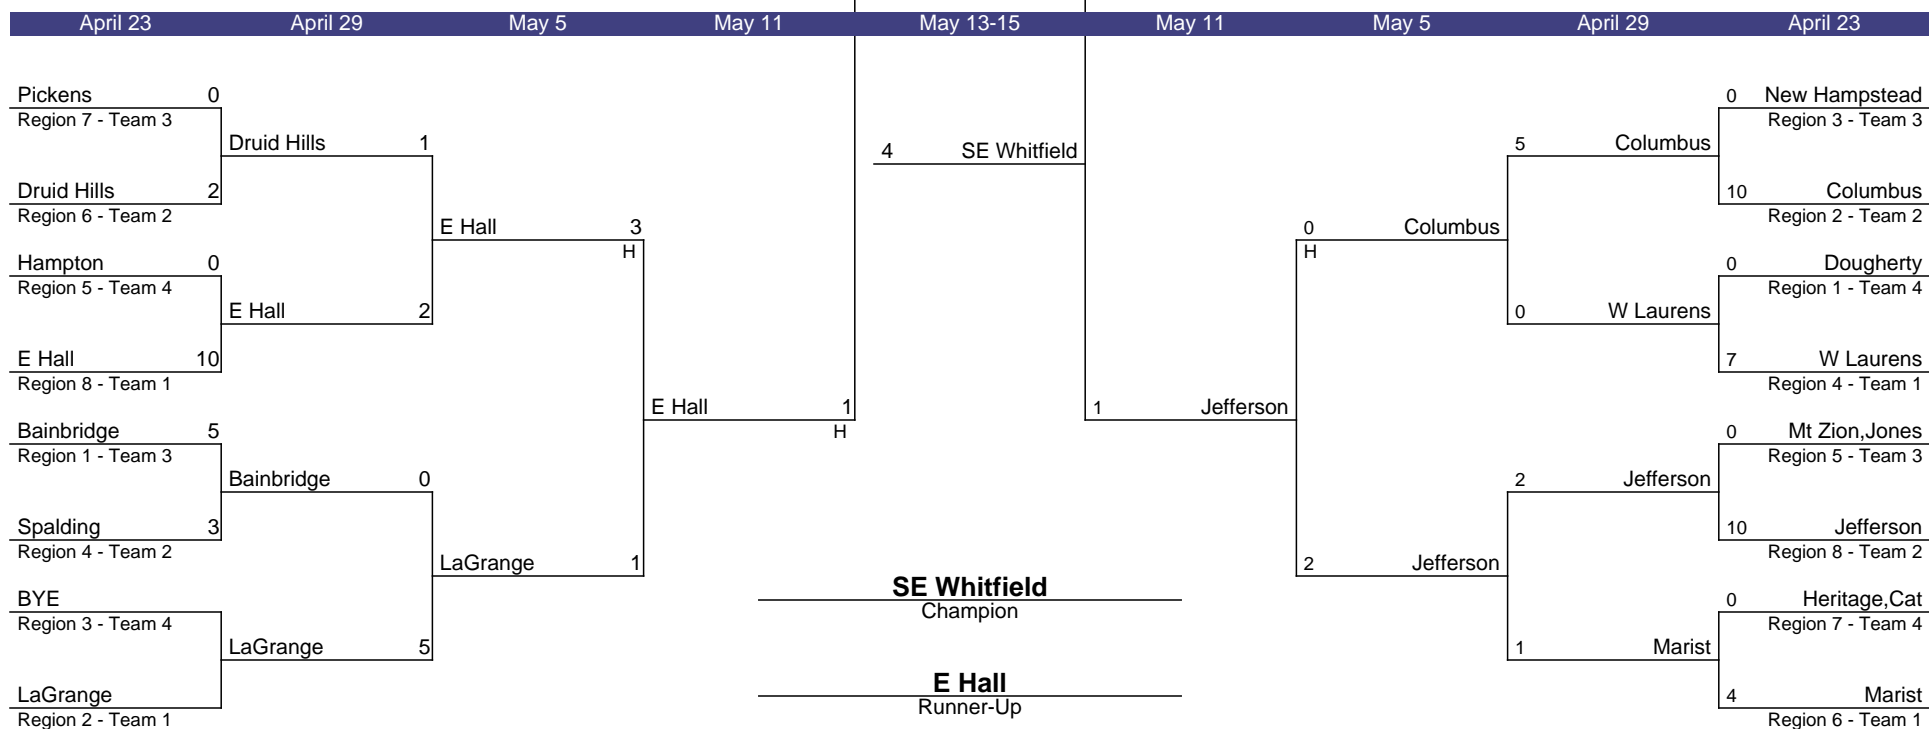 April 23 April 29 May 5 May 11 May 13-15 May 11 May 5 April 29 April 23
Pickens 0
Region 7 - Team 3
Druid Hills 1
Druid Hills 2
Region 6 - Team 2
E Hall 3
H
Hampton 0
Region 5 - Team 4
E Hall 2
E Hall 10
Region 8 - Team 1
E Hall 1
H
Bainbridge 5
Region 1 - Team 3
Bainbridge 0
Spalding 3
Region 4 - Team 2
LaGrange 1
BYE
Region 3 - Team 4
LaGrange 5
LaGrange
Region 2 - Team 1
4 SE Whitfield
SE Whitfield
Champion
E Hall
Runner-Up
0 New Hampstead
Region 3 - Team 3
5 Columbus
10 Columbus
Region 2 - Team 2
0 Columbus
H
0 Dougherty
Region 1 - Team 4
0 W Laurens
7 W Laurens
Region 4 - Team 1
1 Jefferson
0 Mt Zion,Jones
Region 5 - Team 3
2 Jefferson
10 Jefferson
Region 8 - Team 2
2 Jefferson
0 Heritage,Cat
Region 7 - Team 4
1 Marist
4 Marist
Region 6 - Team 1